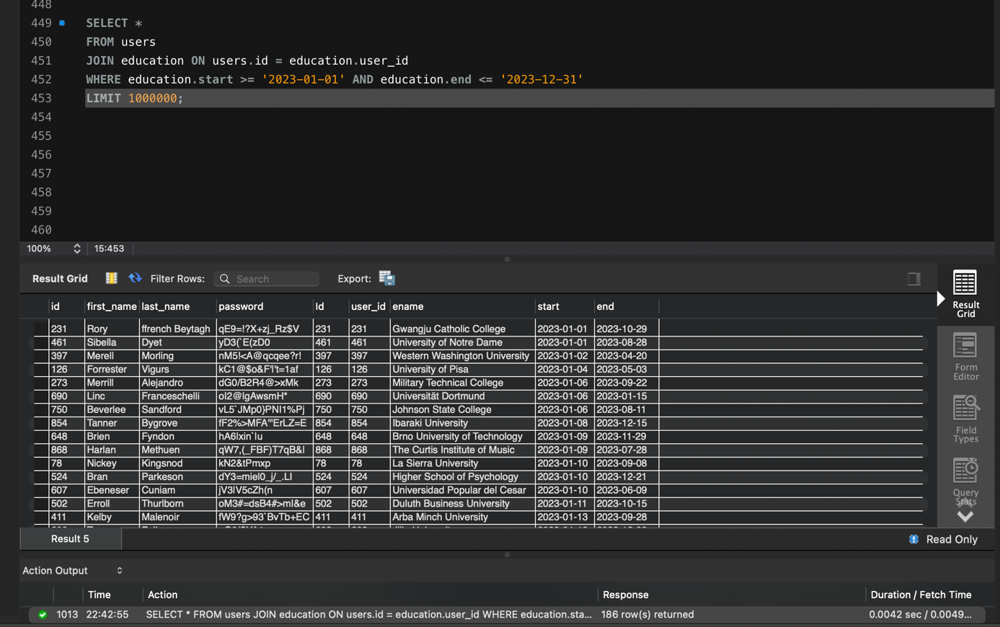 448
449 SELECT *
450 FROM users
451 JOIN education ON users.id = education.user_id
452 WHERE education.start >= '2023-01-01' AND education.end <= '2023-12-31'
453 LIMIT 1000000;
454
455
456
457
458
459
460
100% 15:453
Result Grid Filter Rows: Search Export:
id first_name last_name password Id user_id ename start end
231 Rory ffrench Beytagh qE9=!?X+zj_Rz$V 231 231 Gwangju Catholic College 2023-01-01 2023-10-29
461 Sibella Dyet yD3(`E(zD0 461 461 University of Notre Dame 2023-01-01 2023-08-28
397 Merell Morling nM5!<A@qcqee?r! 397 397 Western Washington University 2023-01-02 2023-04-20
126 Forrester Vigurs kC1@$o&F'l't=1af 126 126 University of Pisa 2023-01-04 2023-05-03
273 Merrill Alejandro dG0/B2R4@>xMk 273 273 Military Technical College 2023-01-06 2023-09-22
690 Linc Franceschelli oI2@lgAwsmH* 690 690 Universität Dortmund 2023-01-06 2023-01-15
750 Beverlee Sandford vL5`JMp0}PNI1%Pj 750 750 Johnson State College 2023-01-06 2023-08-11
854 Tanner Bygrove fF2%>MFA'"ErLZ=E 854 854 Ibaraki University 2023-01-08 2023-12-15
648 Brien Fyndon hA6lxin`lu 648 648 Brno University of Technology 2023-01-09 2023-11-29
868 Harlan Methuen qW7,(_FBF)T7qB&l 868 868 The Curtis Institute of Music 2023-01-09 2023-07-28
78 Nickey Kingsnod kN2&tPmxp 78 78 La Sierra University 2023-01-10 2023-09-08
524 Bran Parkeson dY3=miel0_j/_.LI 524 524 Higher School of Psychology 2023-01-10 2023-12-21
607 Ebeneser Cuniam jV3IV5cZh(n 607 607 Universidad Popular del Cesar 2023-01-10 2023-06-09
502 Erroll Thurlborn oM3#=dsB4#>ml&e 502 502 Duluth Business University 2023-01-11 2023-10-15
411 Kelby Malenoir fW9?g>93`BvTb+EC 411 411 Arba Minch University 2023-01-13 2023-09-28
Result Grid
Form Editor
Field Types
Query Stats
Result 5 Read Only
Action Output
Time Action Response Duration / Fetch Time
1013 22:42:55 SELECT * FROM users JOIN education ON users.id = education.user_id WHERE education.sta... 186 row(s) returned 0.0042 sec / 0.0049...